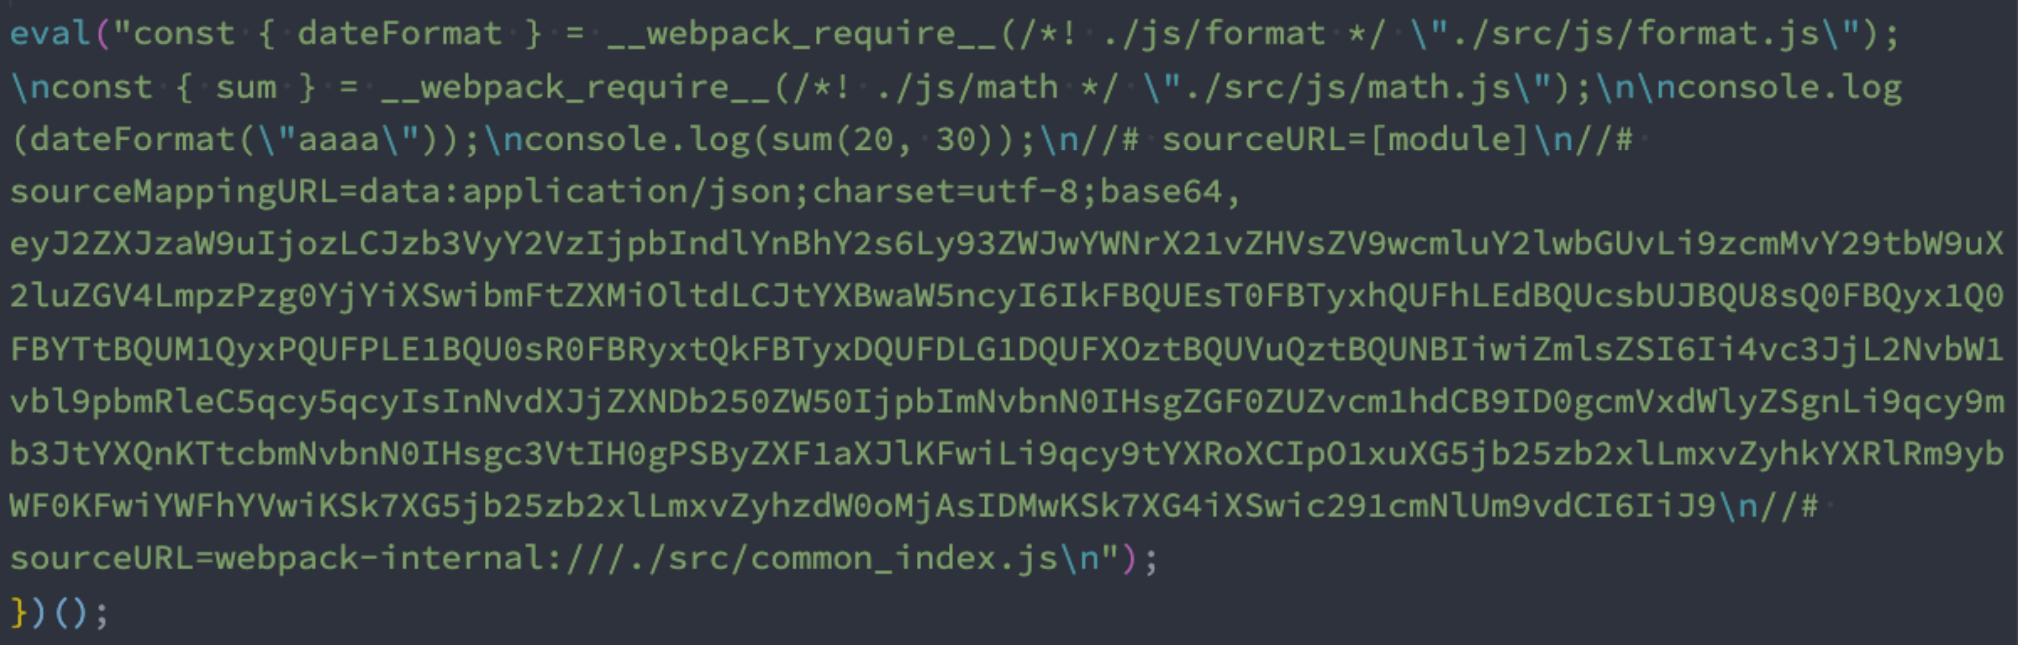 eval("const { dateFormat } = __webpack_require__(/*! ./js/format */ \"./src/js/format.js\");
\nconst { sum } = __webpack_require__(/*! ./js/math */ \"./src/js/math.js\");\n\nconsole.log
(dateFormat(\"aaaa\"));\nconsole.log(sum(20, 30));\n//# sourceURL=[module]\n//#
sourceMappingURL=data:application/json;charset=utf-8;base64,
eyJ2ZXJzaW9uIjozLCJzb3VyY2VzIjpbIndlYnBhY2s6Ly93ZWJwYWNrX21vZHVsZV9wcmluY2lwbGUvLi9zcmMvY29tbW9uX
2luZGV4LmpzPzg0YjYiXSwibmFtZXMiOltdLCJtYXBwaW5ncyI6IkFBQUEsT0FBTyxhQUFhLEdBQUcsbUJBQU8sQ0FBQyx1Q0
FBYTtBQUM1QyxPQUFPLE1BQU0sR0FBRyxtQkFBTyxDQUFDLG1DQUFXOztBQUVuQztBQUNBIiwiZmlsZSI6Ii4vc3JjL2NvbW1
vbl9pbmRleC5qcy5qcyIsInNvdXJjZXNDb250ZW50IjpbImNvbnN0IHsgZGF0ZUZvcm1hdCB9ID0gcmVxdWlyZSgnLi9qcy9m
b3JtYXQnKTtcbmNvbnN0IHsgc3VtIH0gPSByZXF1aXJlKFwiLi9qcy9tYXRoXCIpO1xuXG5jb25zb2xlLmxvZyhkYXRlRm9yb
WF0KFwiYWFhYVwiKSk7XG5jb25zb2xlLmxvZyhzdW0oMjAsIDMwKSk7XG4iXSwic291cmNlUm9vdCI6IiJ9\n//#
sourceURL=webpack-internal:///./src/common_index.js\n");
})();